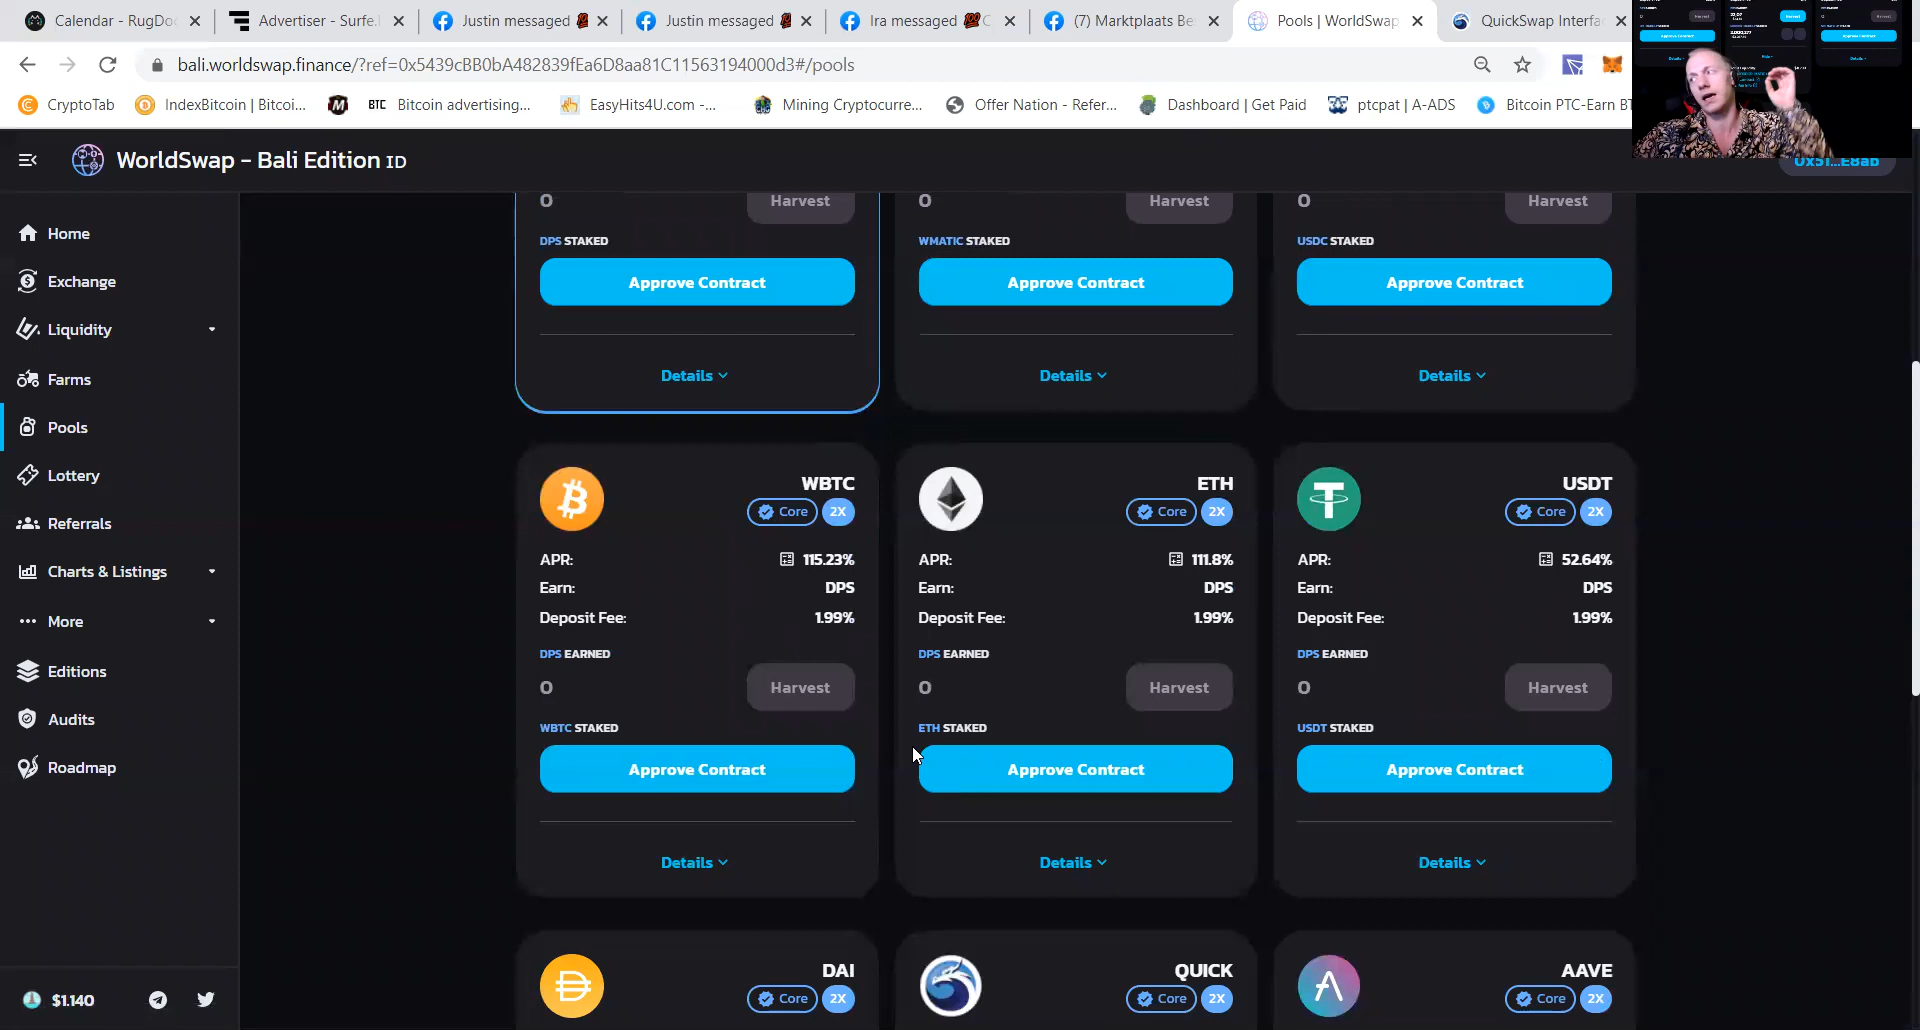 Calendar - RugDoc
Advertiser - Surfe.
Justin messaged
Justin messaged
Ira messaged
(7) Marktplaats Be
Pools | WorldSwap
QuickSwap Interfa
bali.worldswap.finance/?ref=0x5439cBB0bA482839fEa6D8aa81C11563194000d3#/pools
CryptoTab
IndexBitcoin | Bitcoi...
BTC Bitcoin advertising...
EasyHits4U.com -...
Mining Cryptocurre...
Offer Nation - Refer...
Dashboard | Get Paid
ptcpat | A-ADS
Bitcoin PTC-Earn BT
WorldSwap - Bali Edition ID
0x51...E8ab
Home
Exchange
Liquidity
Farms
Pools
Lottery
Referrals
Charts & Listings
More
Editions
Audits
Roadmap
$1.140
0
Harvest
DPS STAKED
Approve Contract
Details
0
Harvest
WMATIC STAKED
Approve Contract
Details
0
Harvest
USDC STAKED
Approve Contract
Details
WBTC
Core 2X
APR: 115.23%
Earn: DPS
Deposit Fee: 1.99%
DPS EARNED
0 Harvest
WBTC STAKED
Approve Contract
Details
ETH
Core 2X
APR: 111.8%
Earn: DPS
Deposit Fee: 1.99%
DPS EARNED
0 Harvest
ETH STAKED
Approve Contract
Details
USDT
Core 2X
APR: 52.64%
Earn: DPS
Deposit Fee: 1.99%
DPS EARNED
0 Harvest
USDT STAKED
Approve Contract
Details
DAI
Core 2X
QUICK
Core 2X
AAVE
Core 2X